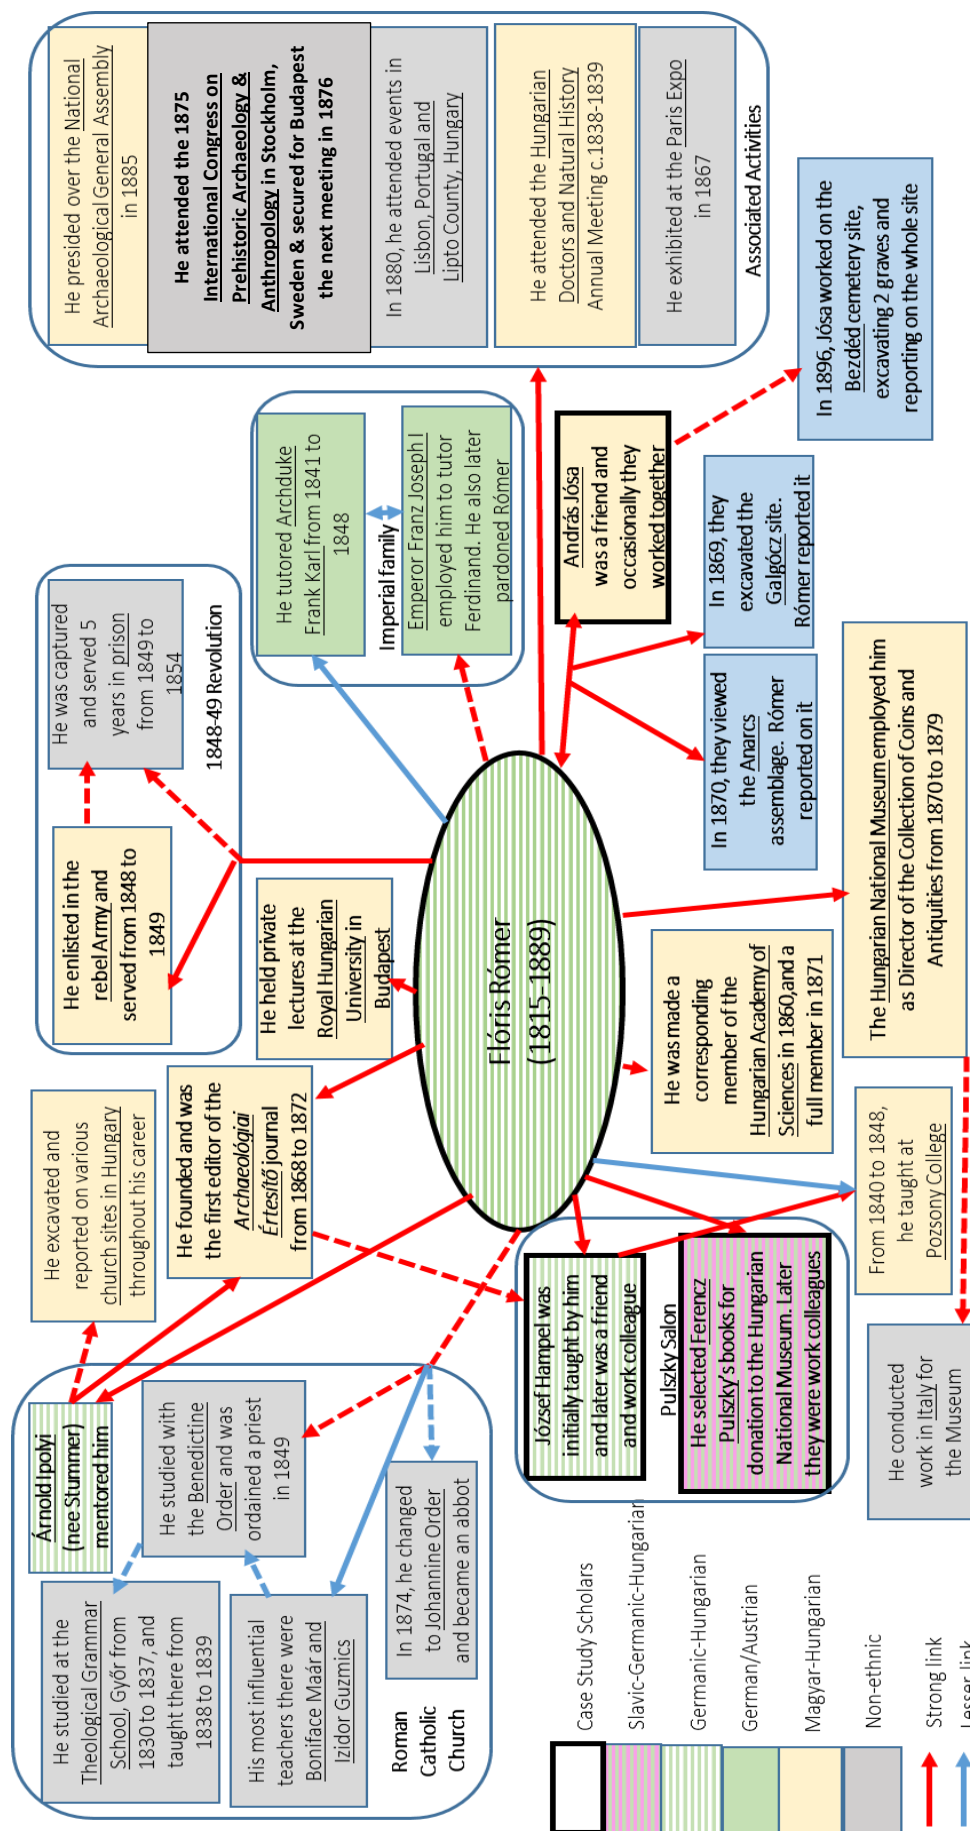 He studied at the
Theological Grammar
School, Győr from
1830 to 1837, and
taught there from
1838 to 1839
His most influential
teachers there were
Boniface Maár and
Izidor Guzmics
Roman
Catholic
Church
Árnold Ipolyi
(nee Stummer)
mentored him
He studied with
the Benedictine
Order and was
ordained a priest
in 1849
In 1874, he changed
to Johannine Order
and became an abbot
He excavated and
reported on various
church sites in Hungary
throughout his career
He founded and was
the first editor of the
Archaeológiai
Értesítő journal
from 1868 to 1872
He held private
lectures at the
Royal Hungarian
University in
Budapest
He enlisted in the
rebel Army and
served from 1848 to
1849
He was captured
and served 5
years in prison
from 1849 to
1854
1848-49 Revolution
He tutored Archduke
Frank Karl from 1841 to
1848
Imperial family
Emperor Franz Joseph I
employed him to tutor
Ferdinand. He also later
pardoned Rómer
He presided over the National
Archaeological General Assembly
in 1885
He attended the 1875
International Congress on
Prehistoric Archaeology &
Anthropology in Stockholm,
Sweden & secured for Budapest
the next meeting in 1876
In 1880, he attended events in
Lisbon, Portugal and
Lipto County, Hungary
He attended the Hungarian
Doctors and Natural History
Annual Meeting c.1838-1839
He exhibited at the Paris Expo
in 1867
Associated Activities
Flóris Rómer
(1815-1889)
András Jósa
was a friend and
occasionally they
worked together
In 1896, Jósa worked on the
Bezdéd cemetery site,
excavating 2 graves and
reporting on the whole site
In 1869, they
excavated the
Galgócz site.
Rómer reported it
In 1870, they viewed
the Anarcs
assemblage. Rómer
reported on it
József Hampel was
initially taught by him
and later was a friend
and work colleague
Pulszky Salon
He selected Ferencz
Pulszky's books for
donation to the Hungarian
National Museum. Later
they were work colleagues
He was made a
corresponding
member of the
Hungarian Academy of
Sciences in 1860,and a
full member in 1871
The Hungarian National Museum employed him
as Director of the Collection of Coins and
Antiquities from 1870 to 1879
From 1840 to 1848,
he taught at
Pozsony College
He conducted
work in Italy for
the Museum
Case Study Scholars
Slavic-Germanic-Hungarian
Germanic-Hungarian
German/Austrian
Magyar-Hungarian
Non-ethnic
Strong link
Lesser link